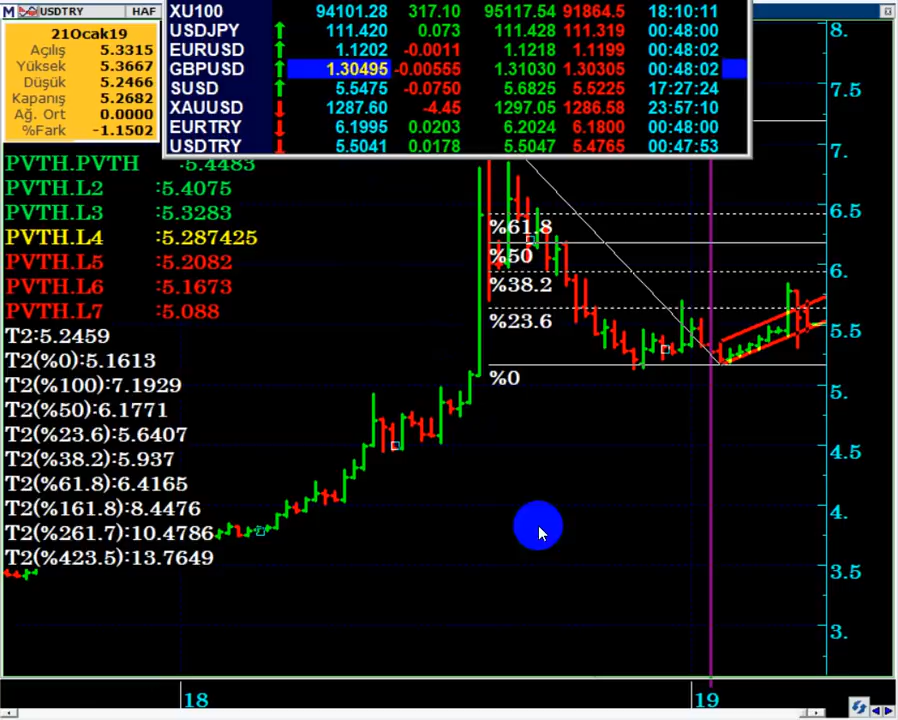 M USDTRY HAF
21Ocak19
Açılış 5.3315
Yüksek 5.3667
Düşük 5.2466
Kapanış 5.2682
Ağ. Ort 0.0000
%Fark -1.1502
XU100 94101.28 317.10 95117.54 91864.5 18:10:11
USDJPY 111.420 0.073 111.428 111.319 00:48:00
EURUSD 1.1202 -0.0011 1.1218 1.1199 00:48:02
GBPUSD 1.30495 -0.00555 1.31030 1.30305 00:48:02
SUSD 5.5475 -0.0750 5.6825 5.5225 17:27:24
XAUUSD 1287.60 -4.45 1297.05 1286.58 23:57:10
EURTRY 6.1995 0.0203 6.2024 6.1800 00:48:00
USDTRY 5.5041 0.0178 5.5047 5.4765 00:47:53
PVTH.PVTH :5.4483
PVTH.L2 :5.4075
PVTH.L3 :5.3283
PVTH.L4 :5.287425
PVTH.L5 :5.2082
PVTH.L6 :5.1673
PVTH.L7 :5.088
T2:5.2459
T2(%0):5.1613
T2(%100):7.1929
T2(%50):6.1771
T2(%23.6):5.6407
T2(%38.2):5.937
T2(%61.8):6.4165
T2(%161.8):8.4476
T2(%261.7):10.4786
T2(%423.5):13.7649
%61.8
%50
%38.2
%23.6
%0
8.
7.5
7.
6.5
6.
5.5
5.
4.5
4.
3.5
3.
18 19